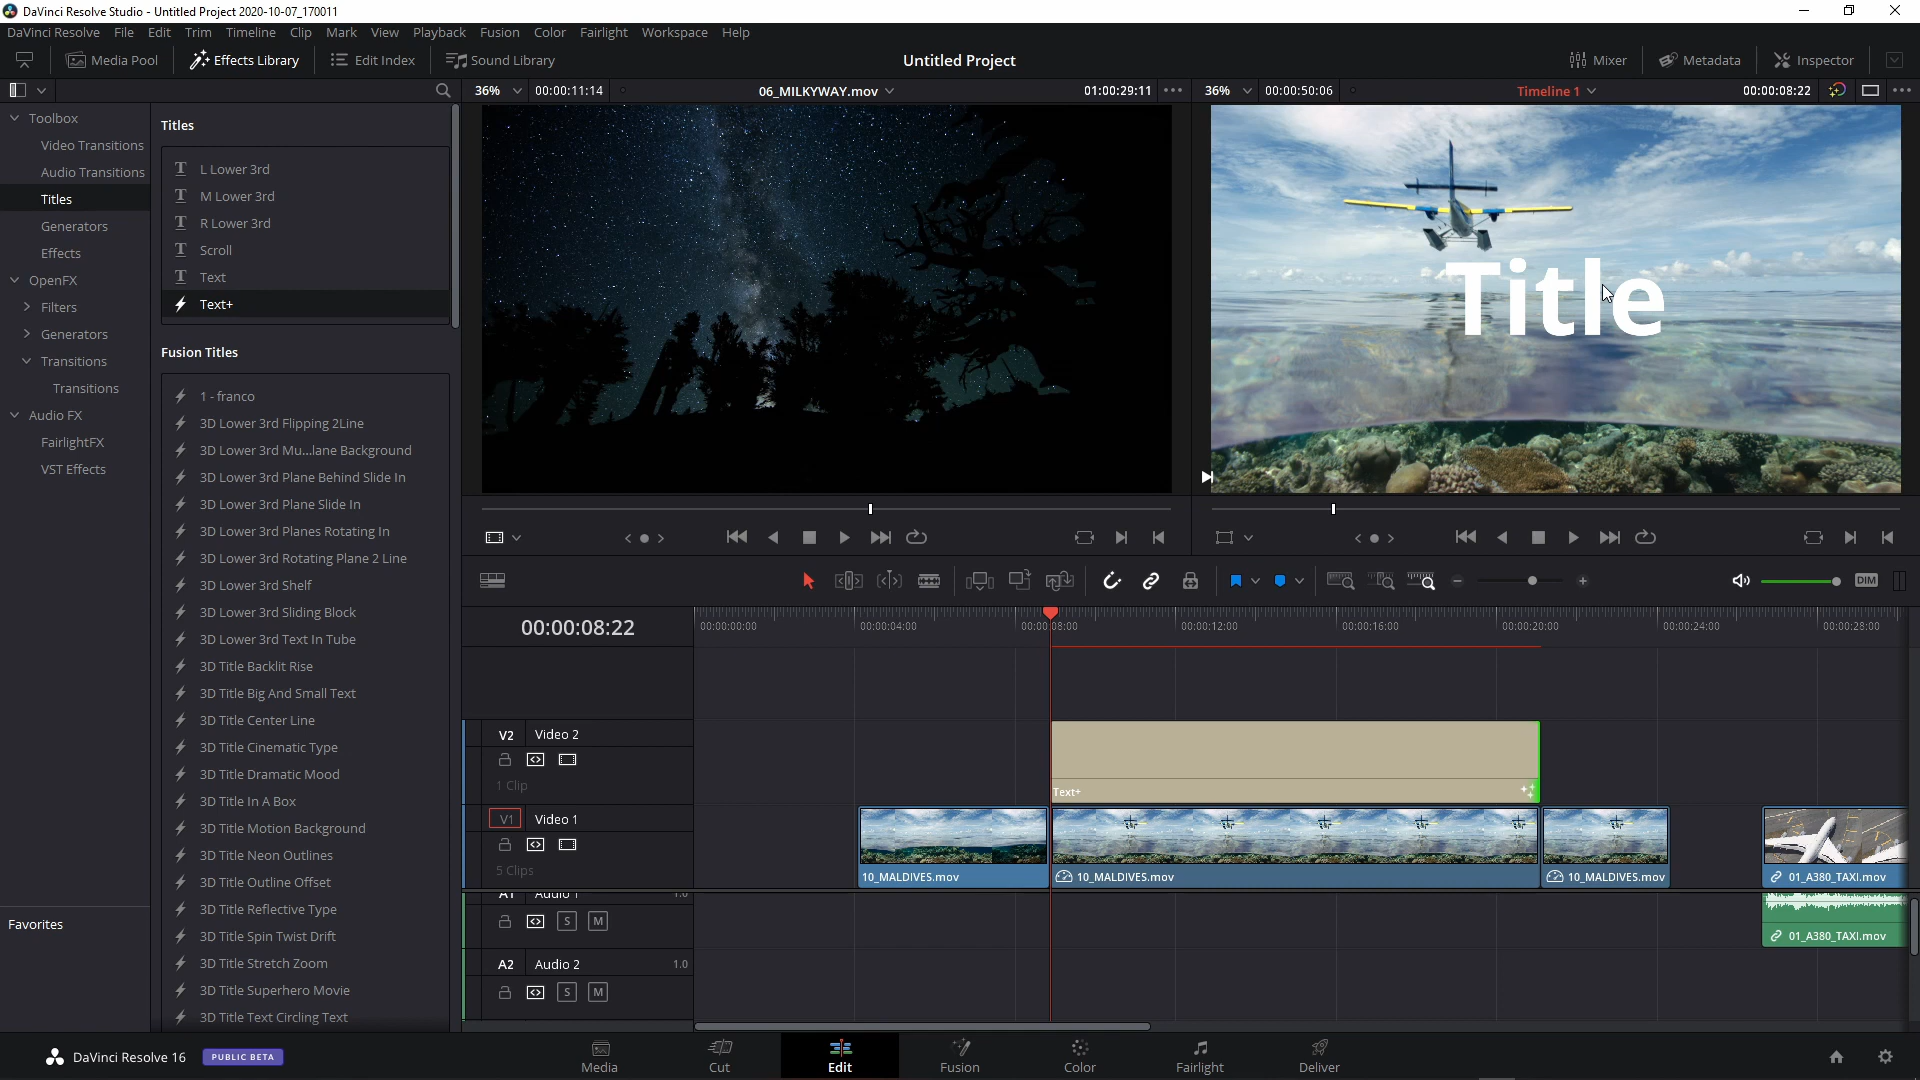 DaVinci Resolve Studio - Untitled Project 2020-10-07_170011
DaVinci Resolve File Edit Trim Timeline Clip Mark View Playback Fusion Color Fairlight Workspace Help
Media Pool Effects Library Edit Index Sound Library Untitled Project Mixer Metadata Inspector
36% 00:00:11:14 06_MILKYWAY.mov 01:00:29:11 36% 00:00:50:06 Timeline 1 00:00:08:22
Toolbox
Video Transitions
Audio Transitions
Titles
Generators
Effects
OpenFX
Filters
Generators
Transitions
Transitions
Audio FX
FairlightFX
VST Effects
Favorites
Titles
L Lower 3rd
M Lower 3rd
R Lower 3rd
Scroll
Text
Text+
Fusion Titles
1 - franco
3D Lower 3rd Flipping 2Line
3D Lower 3rd Mu...lane Background
3D Lower 3rd Plane Behind Slide In
3D Lower 3rd Plane Slide In
3D Lower 3rd Planes Rotating In
3D Lower 3rd Rotating Plane 2 Line
3D Lower 3rd Shelf
3D Lower 3rd Sliding Block
3D Lower 3rd Text In Tube
3D Title Backlit Rise
3D Title Big And Small Text
3D Title Center Line
3D Title Cinematic Type
3D Title Dramatic Mood
3D Title In A Box
3D Title Motion Background
3D Title Neon Outlines
3D Title Outline Offset
3D Title Reflective Type
3D Title Spin Twist Drift
3D Title Stretch Zoom
3D Title Superhero Movie
3D Title Text Circling Text
Title
DIM
00:00:08:22
00:00:00:00 00:00:04:00 00:00:08:00 00:00:12:00 00:00:16:00 00:00:20:00 00:00:24:00 00:00:28:00
V2 Video 2
1 Clip
Text+
V1 Video 1
5 Clips
10_MALDIVES.mov 10_MALDIVES.mov 10_MALDIVES.mov 01_A380_TAXI.mov
A1 Audio 1 1.0
S M
01_A380_TAXI.mov
A2 Audio 2 1.0
S M
DaVinci Resolve 16 PUBLIC BETA
Media Cut Edit Fusion Color Fairlight Deliver